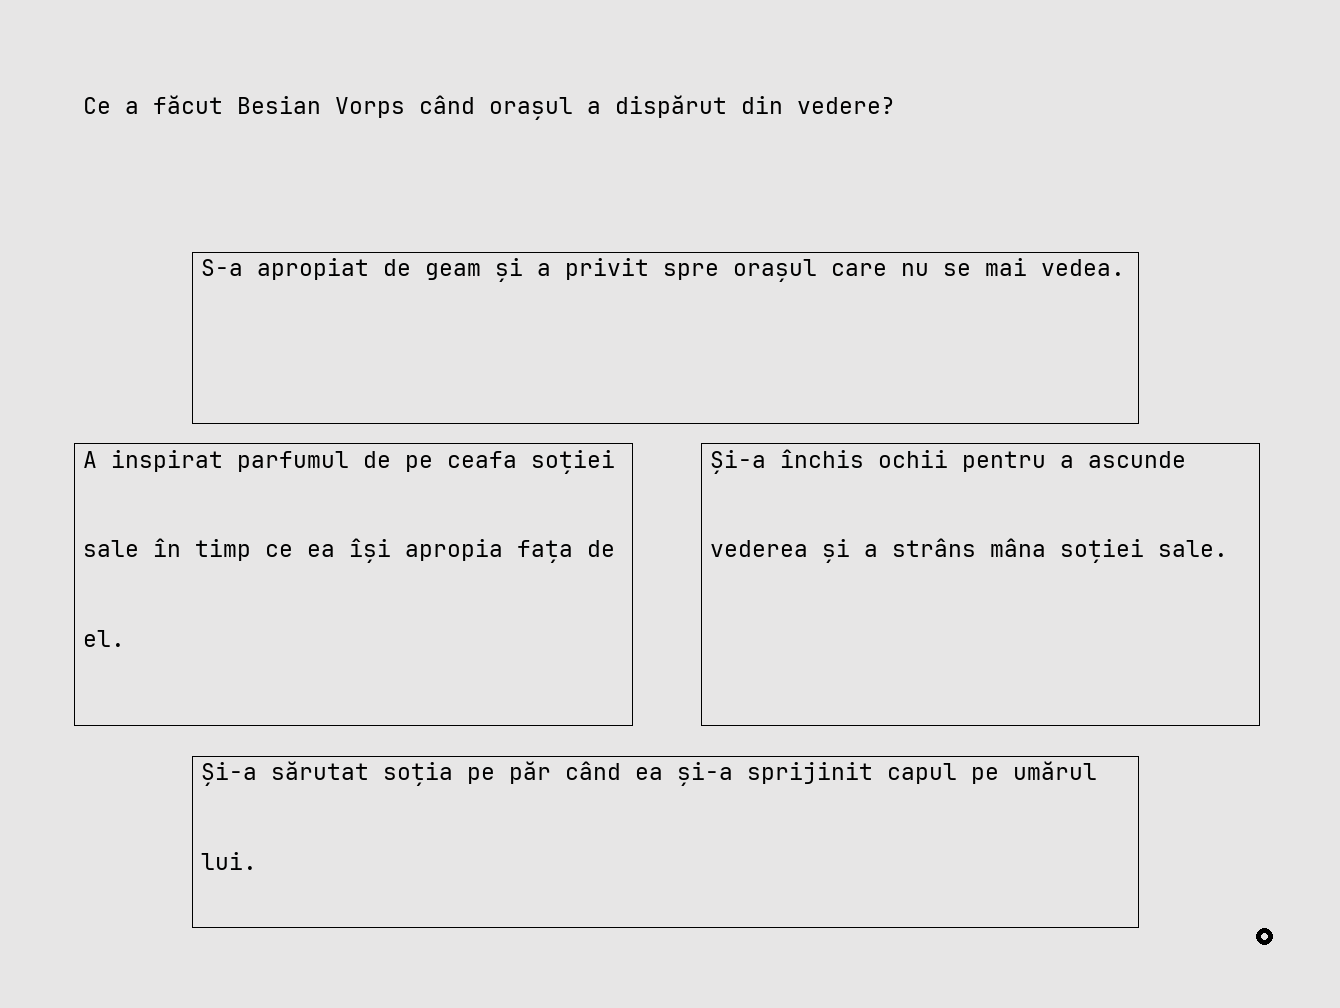 Ce a făcut Besian Vorps când orașul a dispărut din vedere?
S-a apropiat de geam și a privit spre orașul care nu se mai vedea.
A inspirat parfumul de pe ceafa soției
sale în timp ce ea își apropia fața de
el.
Și-a închis ochii pentru a ascunde
vederea și a strâns mâna soției sale.
Și-a sărutat soția pe păr când ea și-a sprijinit capul pe umărul
lui.